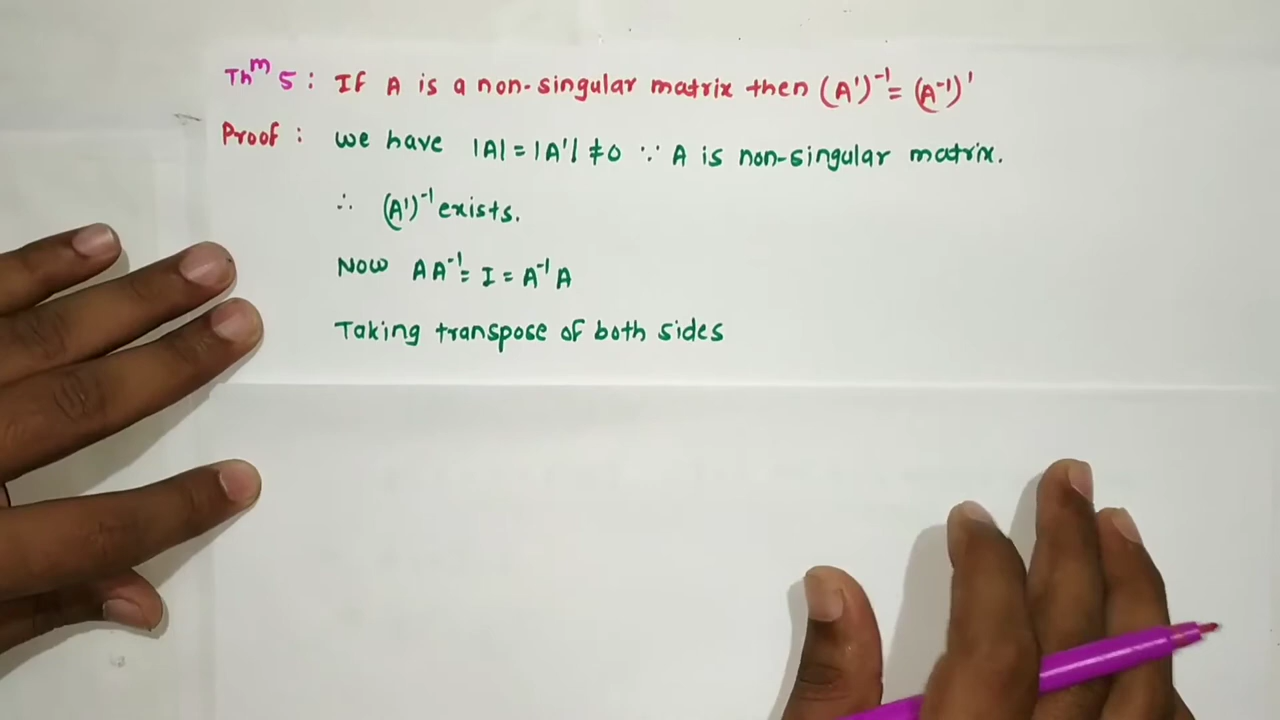 Thᵐ 5 : If A is a non-singular matrix then (A')⁻¹ = (A⁻¹)'
Proof : we have |A| = |A'| ≠ 0 ∵ A is non-singular matrix.
∴ (A')⁻¹ exists.
Now AA⁻¹ = I = A⁻¹A
Taking transpose of both sides